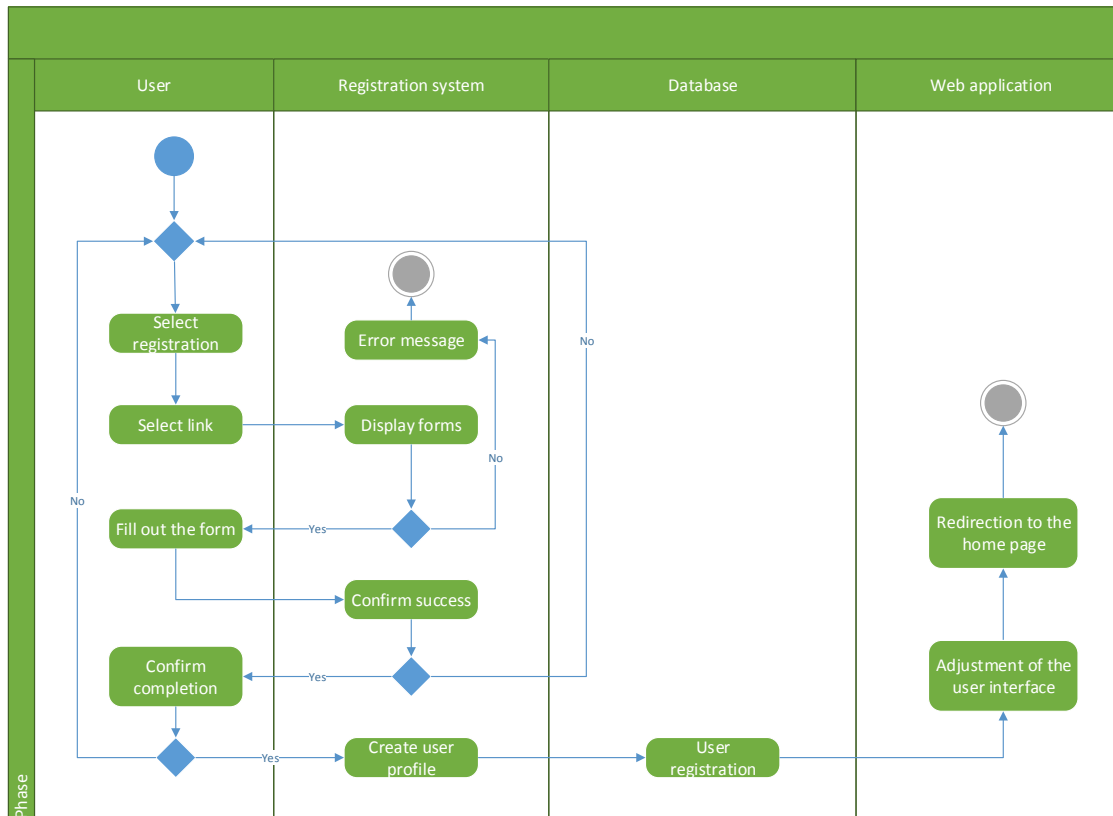 User
Registration system
Database
Web application
Select
registration
Error message
No
Select link
Display forms
No
No
Fill out the form
Yes
Redirection to the
home page
Confirm success
Confirm
completion
Yes
Adjustment of the
user interface
Yes
Create user
profile
User
registration
Phase